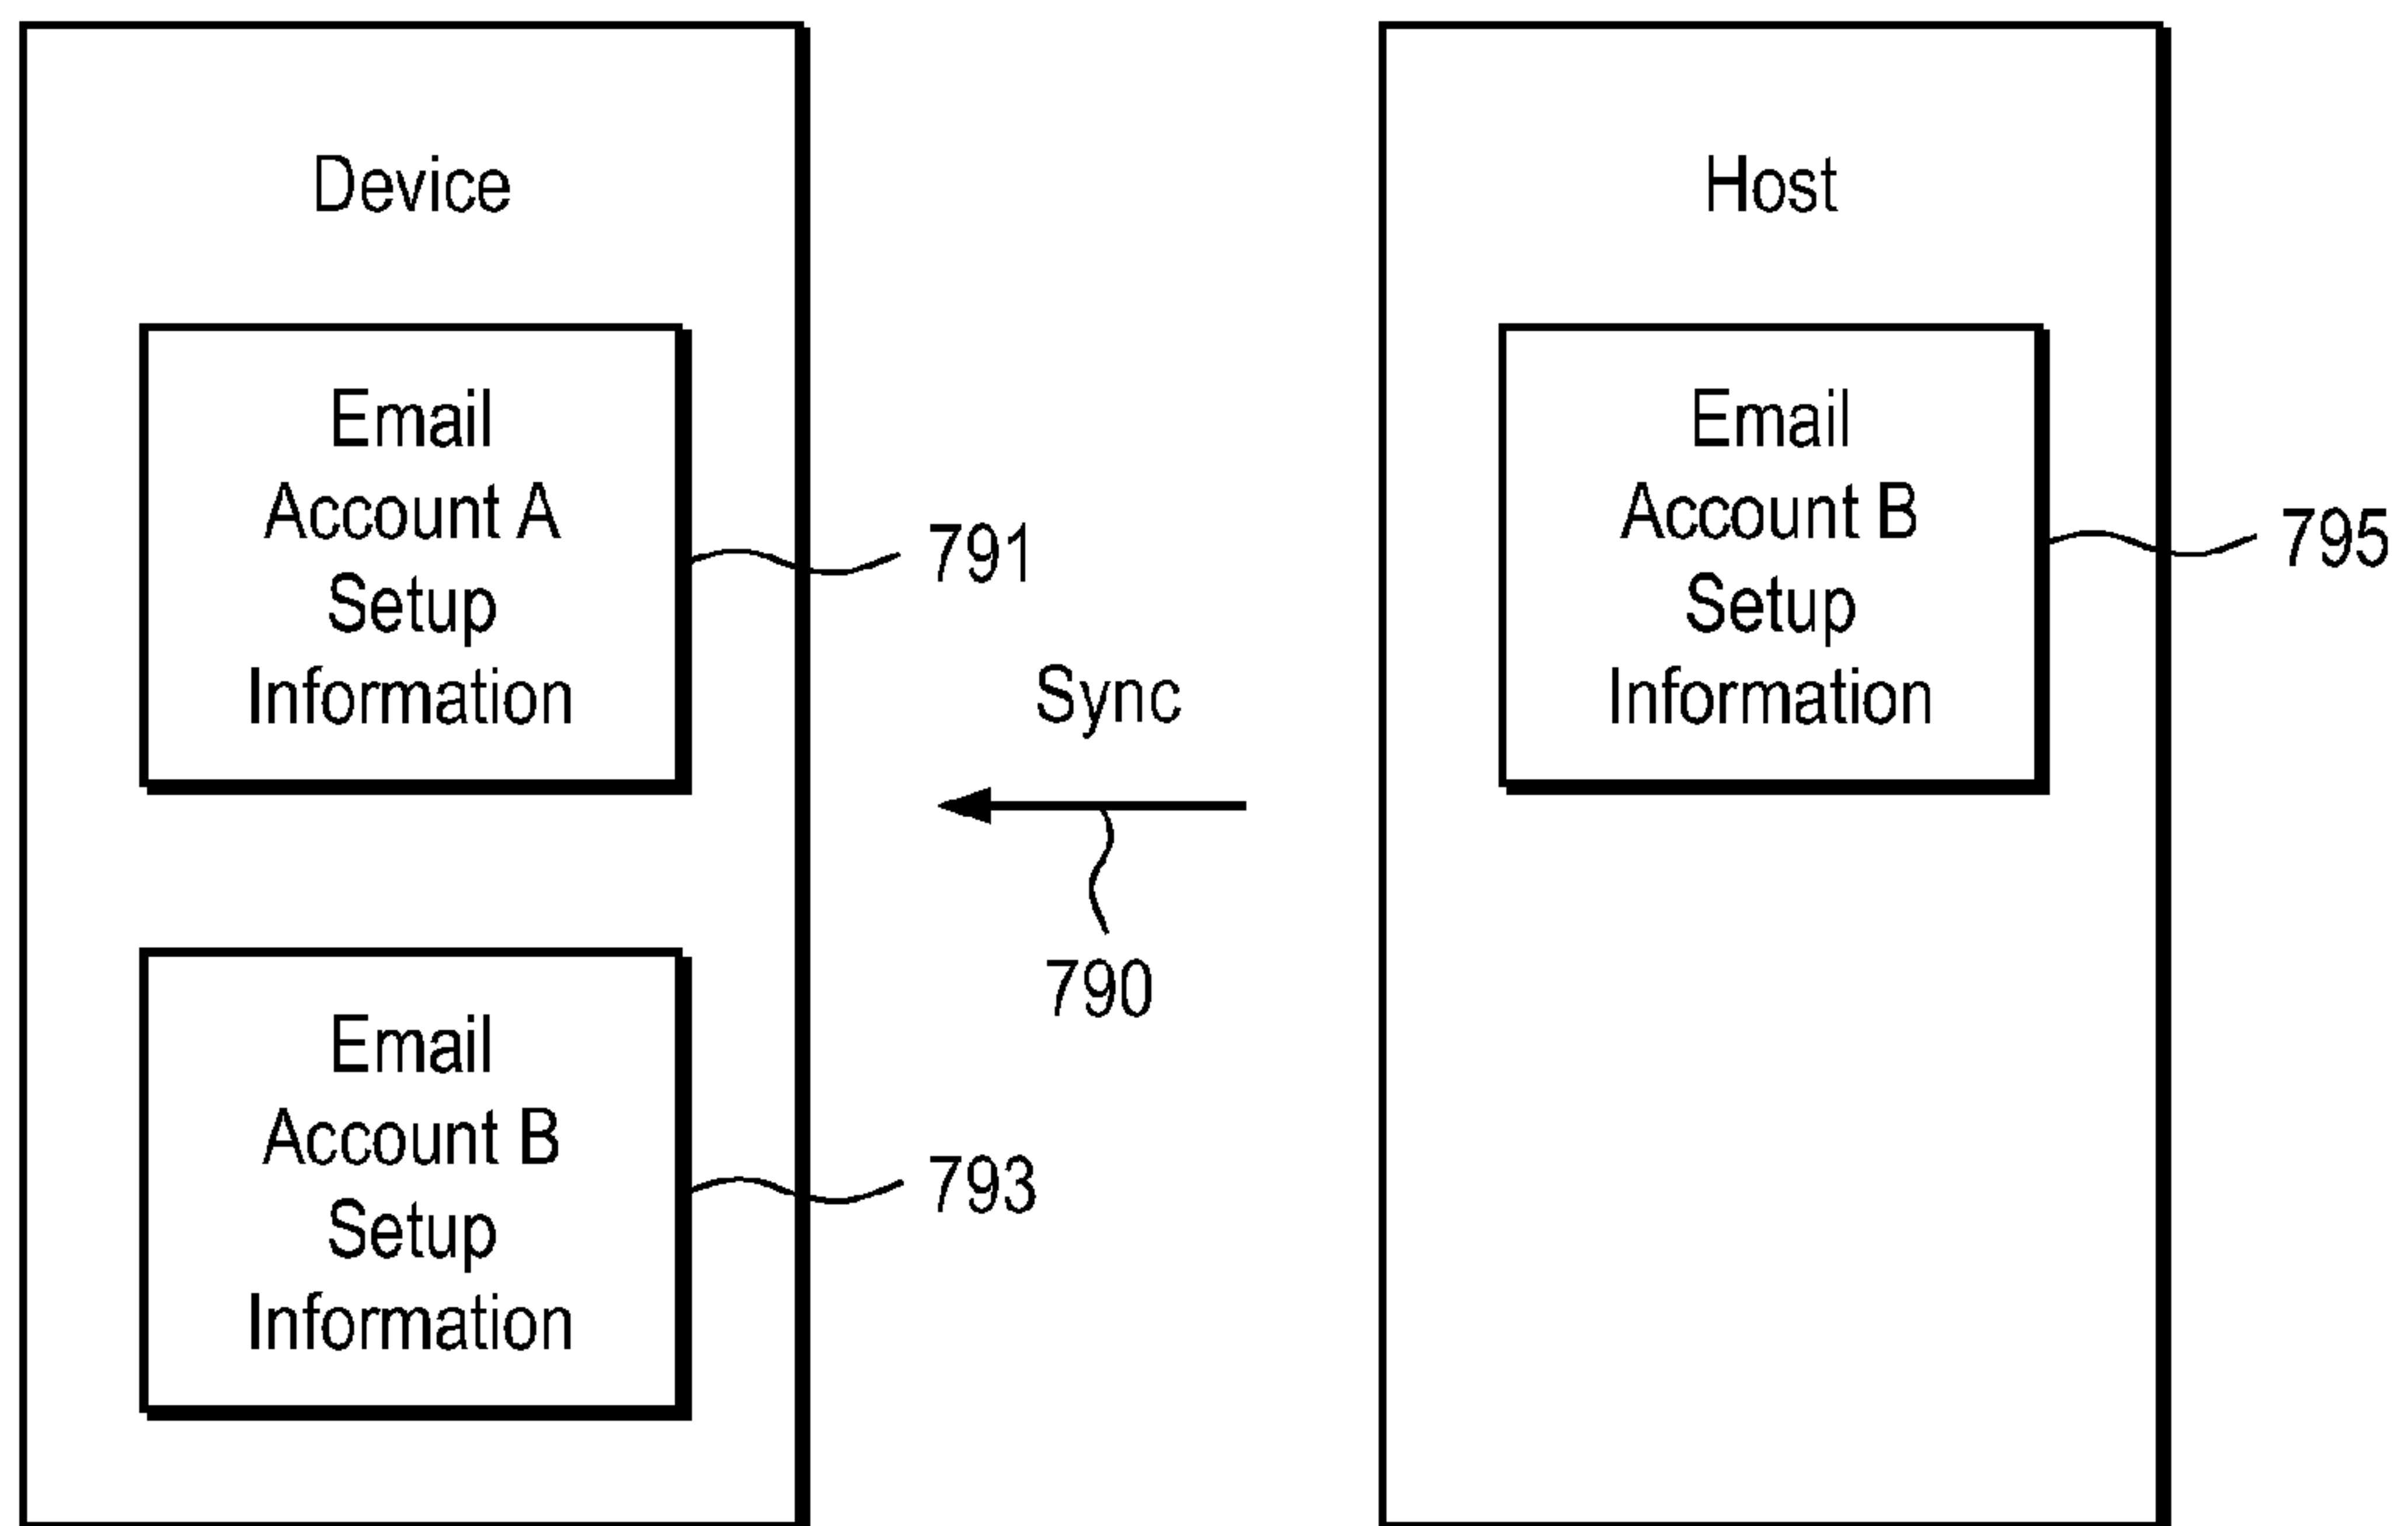 Device
Email
Account A
Setup
Information
791
Email
Account B
Setup
Information
793
Sync
790
Host
Email
Account B
Setup
Information
795